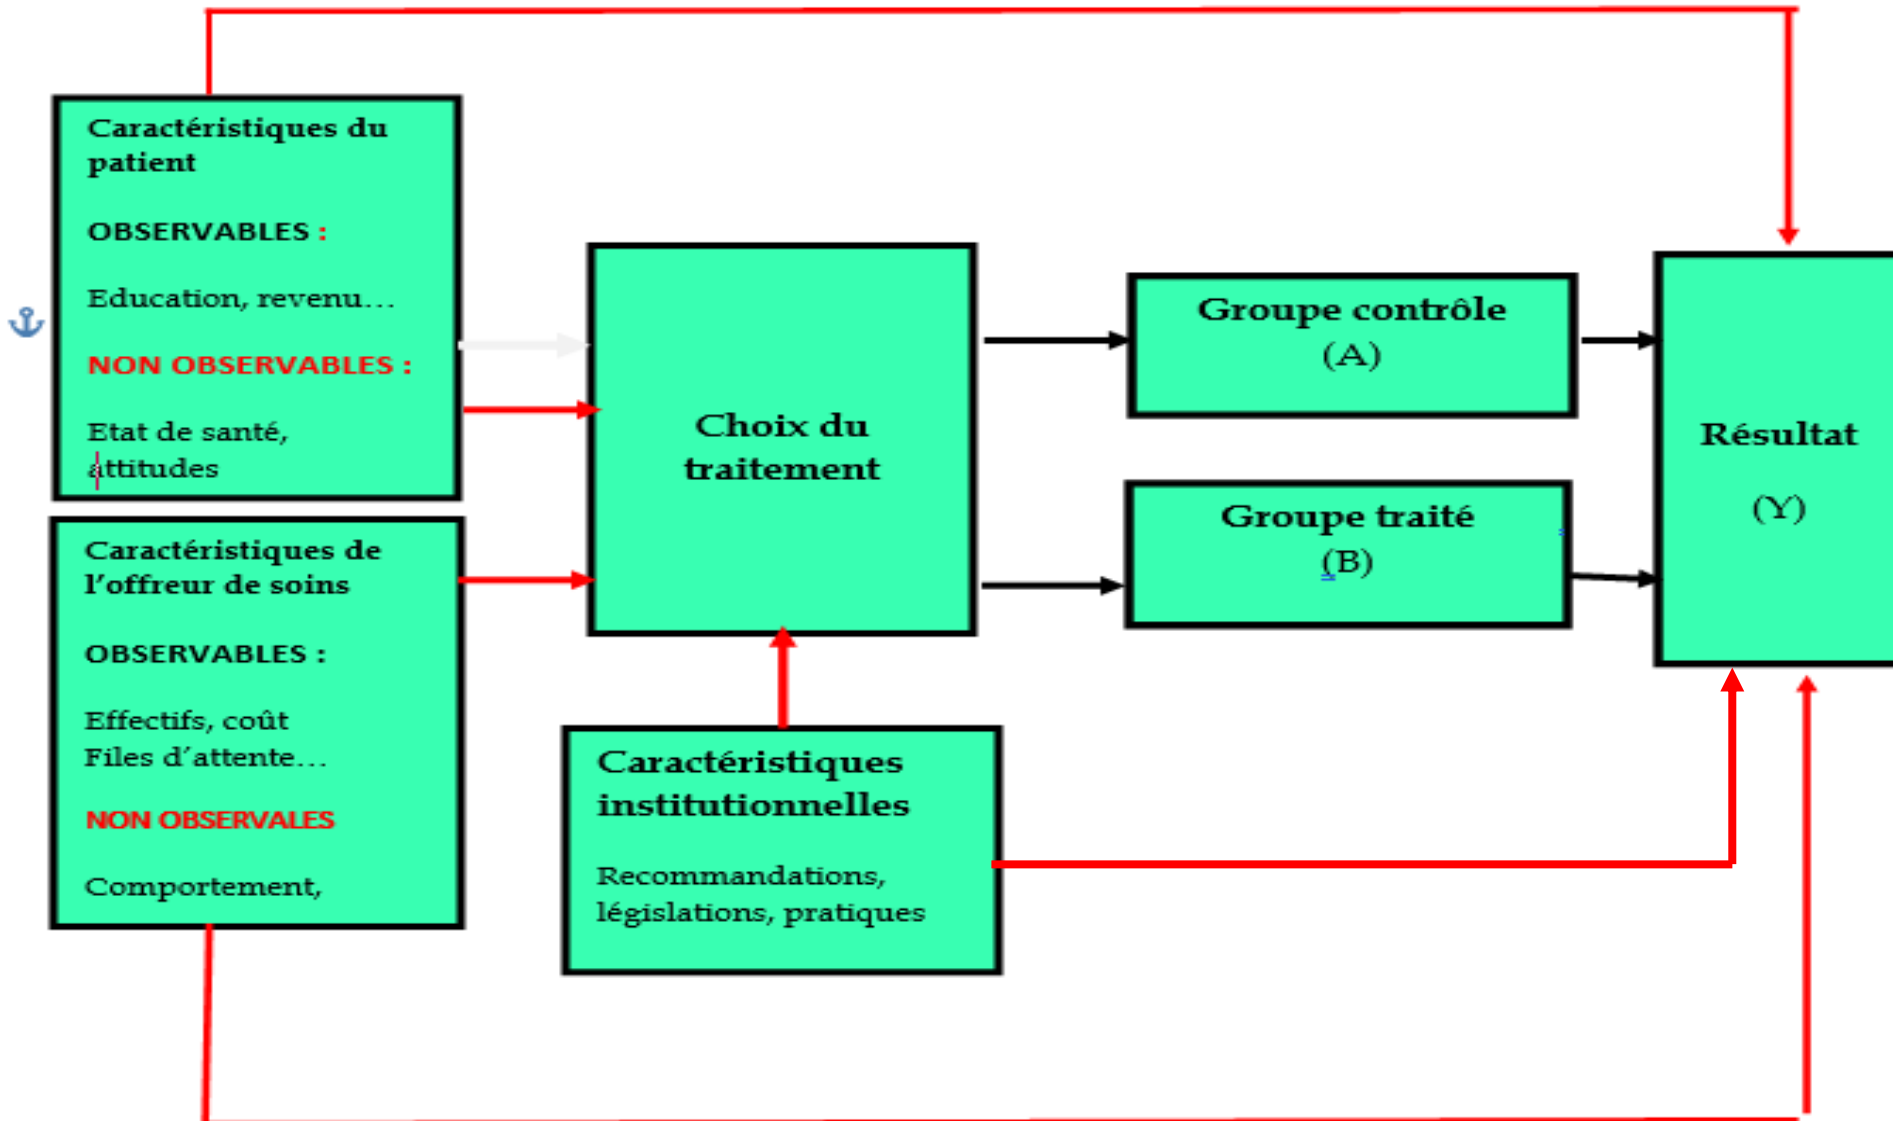 Caractéristiques du
patient
OBSERVABLES :
Education, revenu...
NON OBSERVABLES :
Etat de santé,
attitudes
Caractéristiques de
l'offreur de soins
OBSERVABLES :
Effectifs, coût
Files d'attente...
NON OBSERVALES
Comportement,
Choix du
traitement
Caractéristiques
institutionnelles
Recommandations,
législations, pratiques
Groupe contrôle
(A)
Groupe traité
(B)
Résultat
(Y)